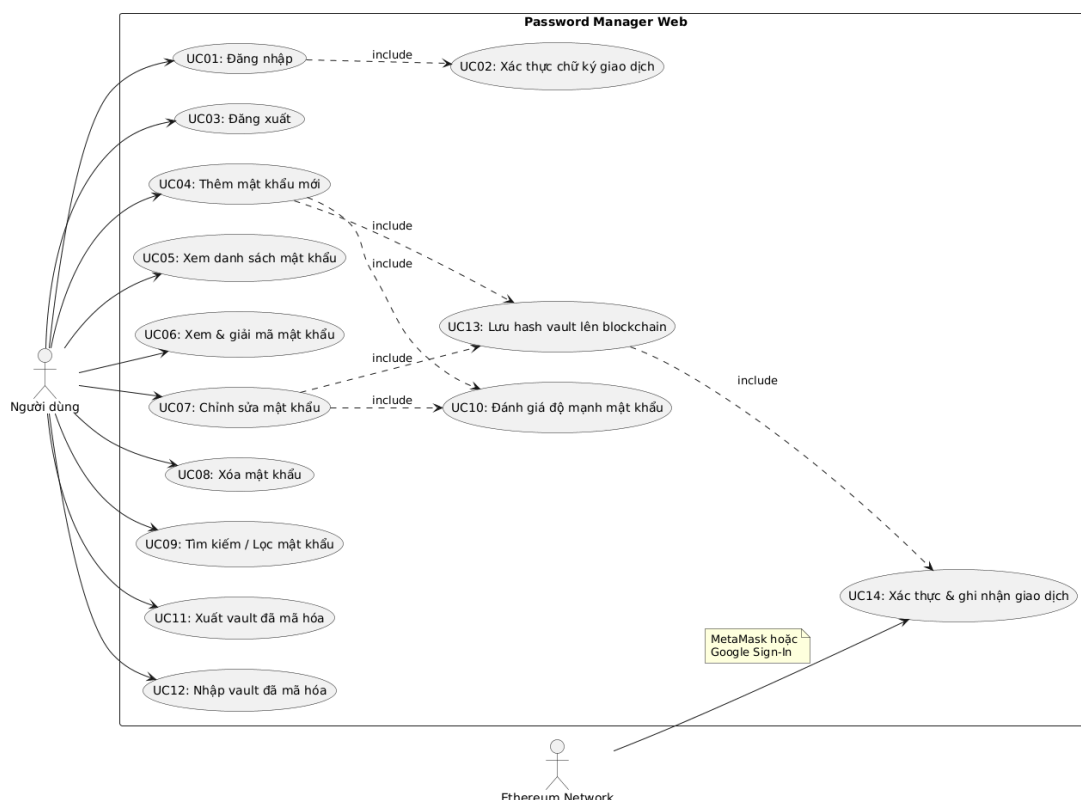 Password Manager Web
UC01: Đăng nhập
include
UC02: Xác thực chữ ký giao dịch
UC03: Đăng xuất
UC04: Thêm mật khẩu mới
include
UC05: Xem danh sách mật khẩu
include
UC13: Lưu hash vault lên blockchain
UC06: Xem & giải mã mật khẩu
include
include
Người dùng
UC07: Chỉnh sửa mật khẩu
include
UC10: Đánh giá độ mạnh mật khẩu
UC08: Xóa mật khẩu
UC09: Tìm kiếm / Lọc mật khẩu
UC14: Xác thực & ghi nhận giao dịch
UC11: Xuất vault đã mã hóa
MetaMask hoặc
Google Sign-In
UC12: Nhập vault đã mã hóa
Ethereum Network